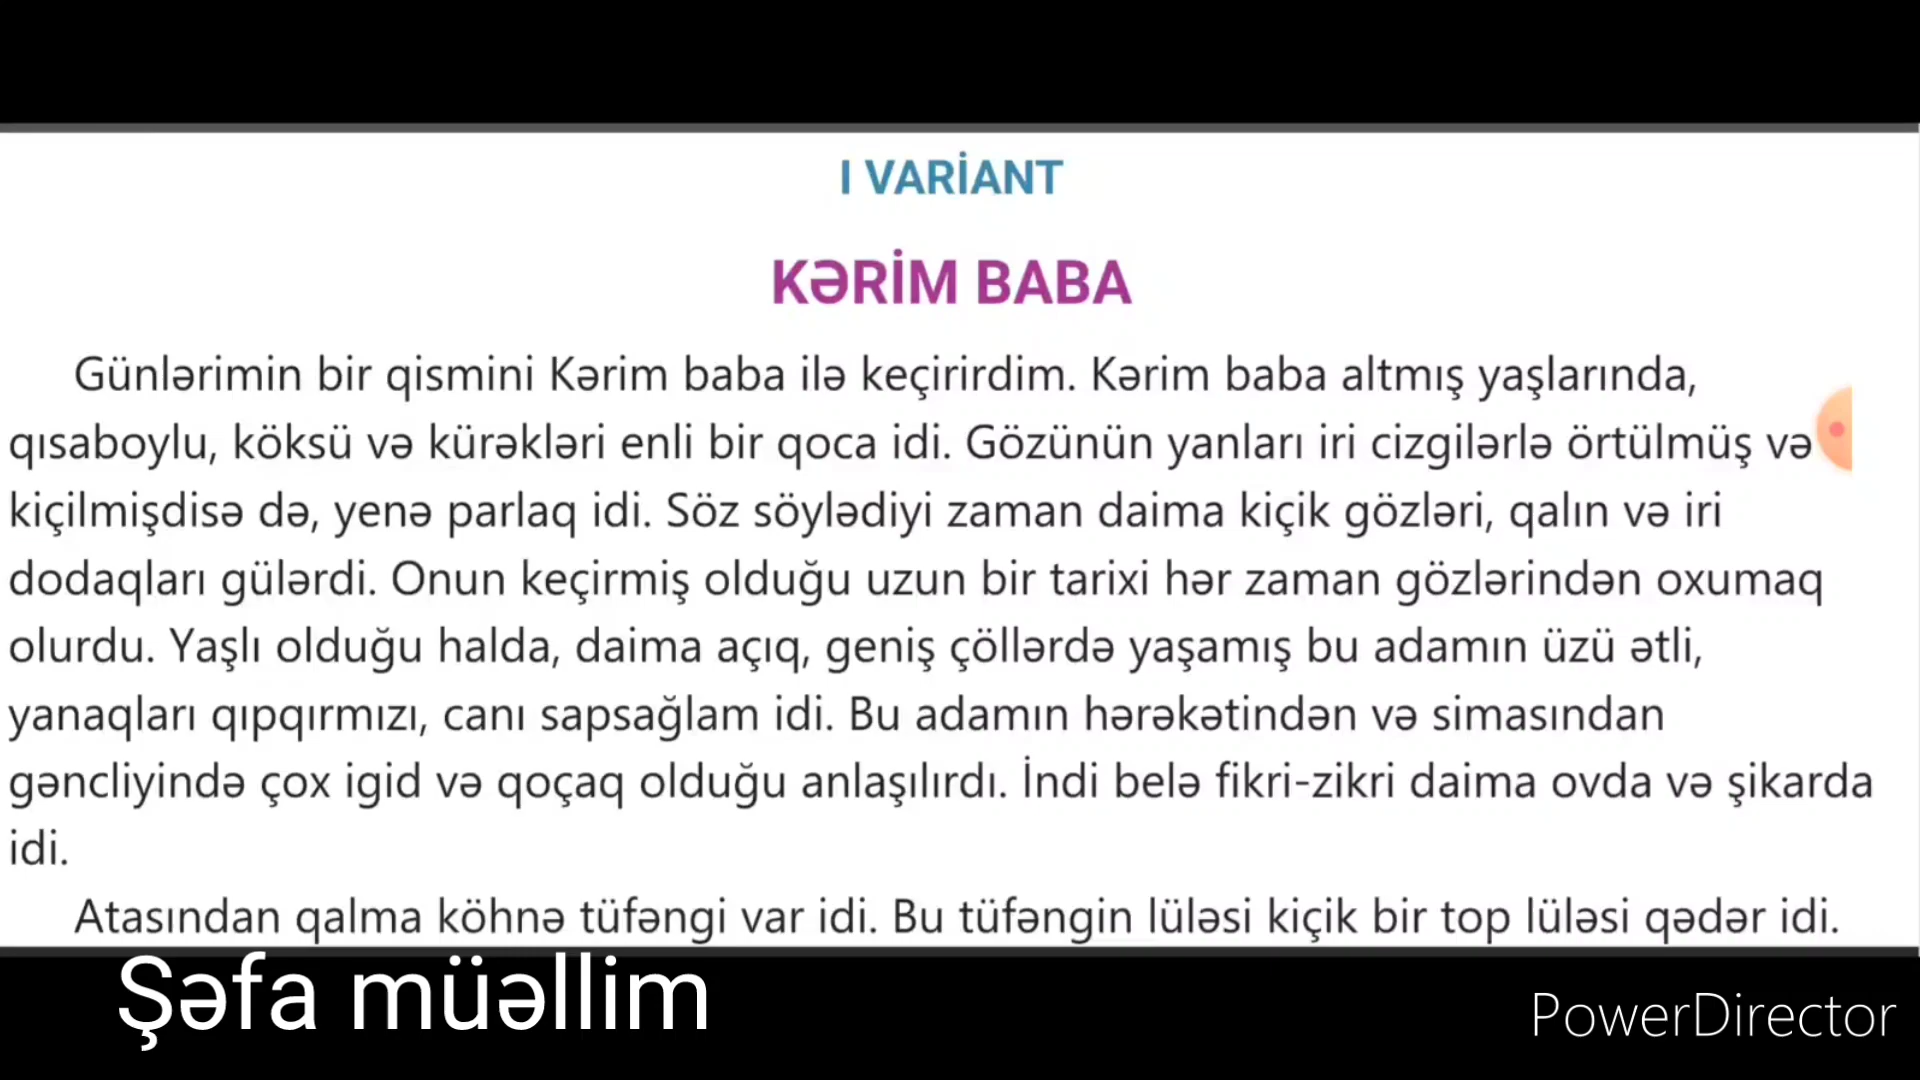 I VARİANT
KƏRİM BABA
Günlərimin bir qismini Kərim baba ilə keçirirdim. Kərim baba altmış yaşlarında,
qısaboylu, köksü və kürəkləri enli bir qoca idi. Gözünün yanları iri cizgilərlə örtülmüş və
kiçilmişdisə də, yenə parlaq idi. Söz söylədiyi zaman daima kiçik gözləri, qalın və iri
dodaqları gülərdi. Onun keçirmiş olduğu uzun bir tarixi hər zaman gözlərindən oxumaq
olurdu. Yaşlı olduğu halda, daima açıq, geniş çöllərdə yaşamış bu adamın üzü ətli,
yanaqları qıpqırmızı, canı sapsağlam idi. Bu adamın hərəkətindən və simasından
gəncliyində çox igid və qoçaq olduğu anlaşılırdı. İndi belə fikri-zikri daima ovda və şikarda
idi.
Atasından qalma köhnə tüfəngi var idi. Bu tüfəngin lüləsi kiçik bir top lüləsi qədər idi.
Şəfa müəllim
PowerDirector